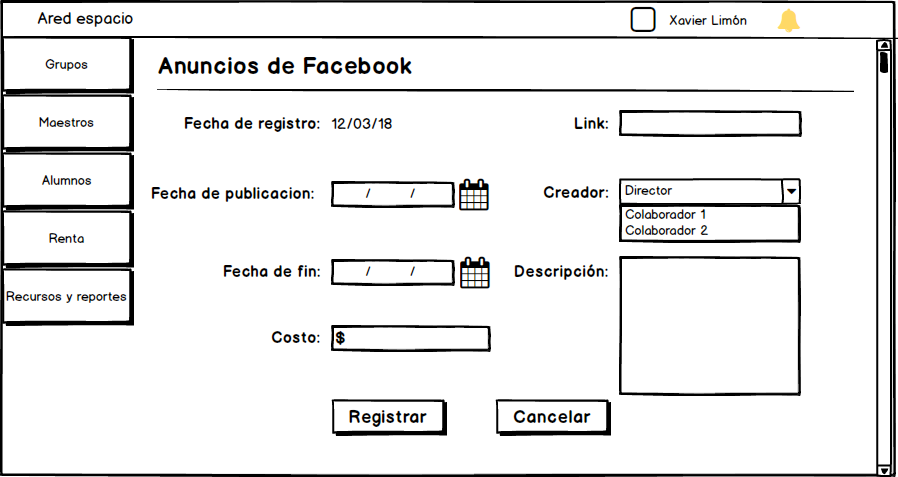 Ared espacio
Xavier Limón
Grupos
Maestros
Alumnos
Renta
Recursos y reportes
Anuncios de Facebook
Fecha de registro: 12/03/18
Link:
Fecha de publicacion: / /
Creador: Director
Colaborador 1
Colaborador 2
Fecha de fin: / /
Descripción:
Costo: $
Registrar
Cancelar